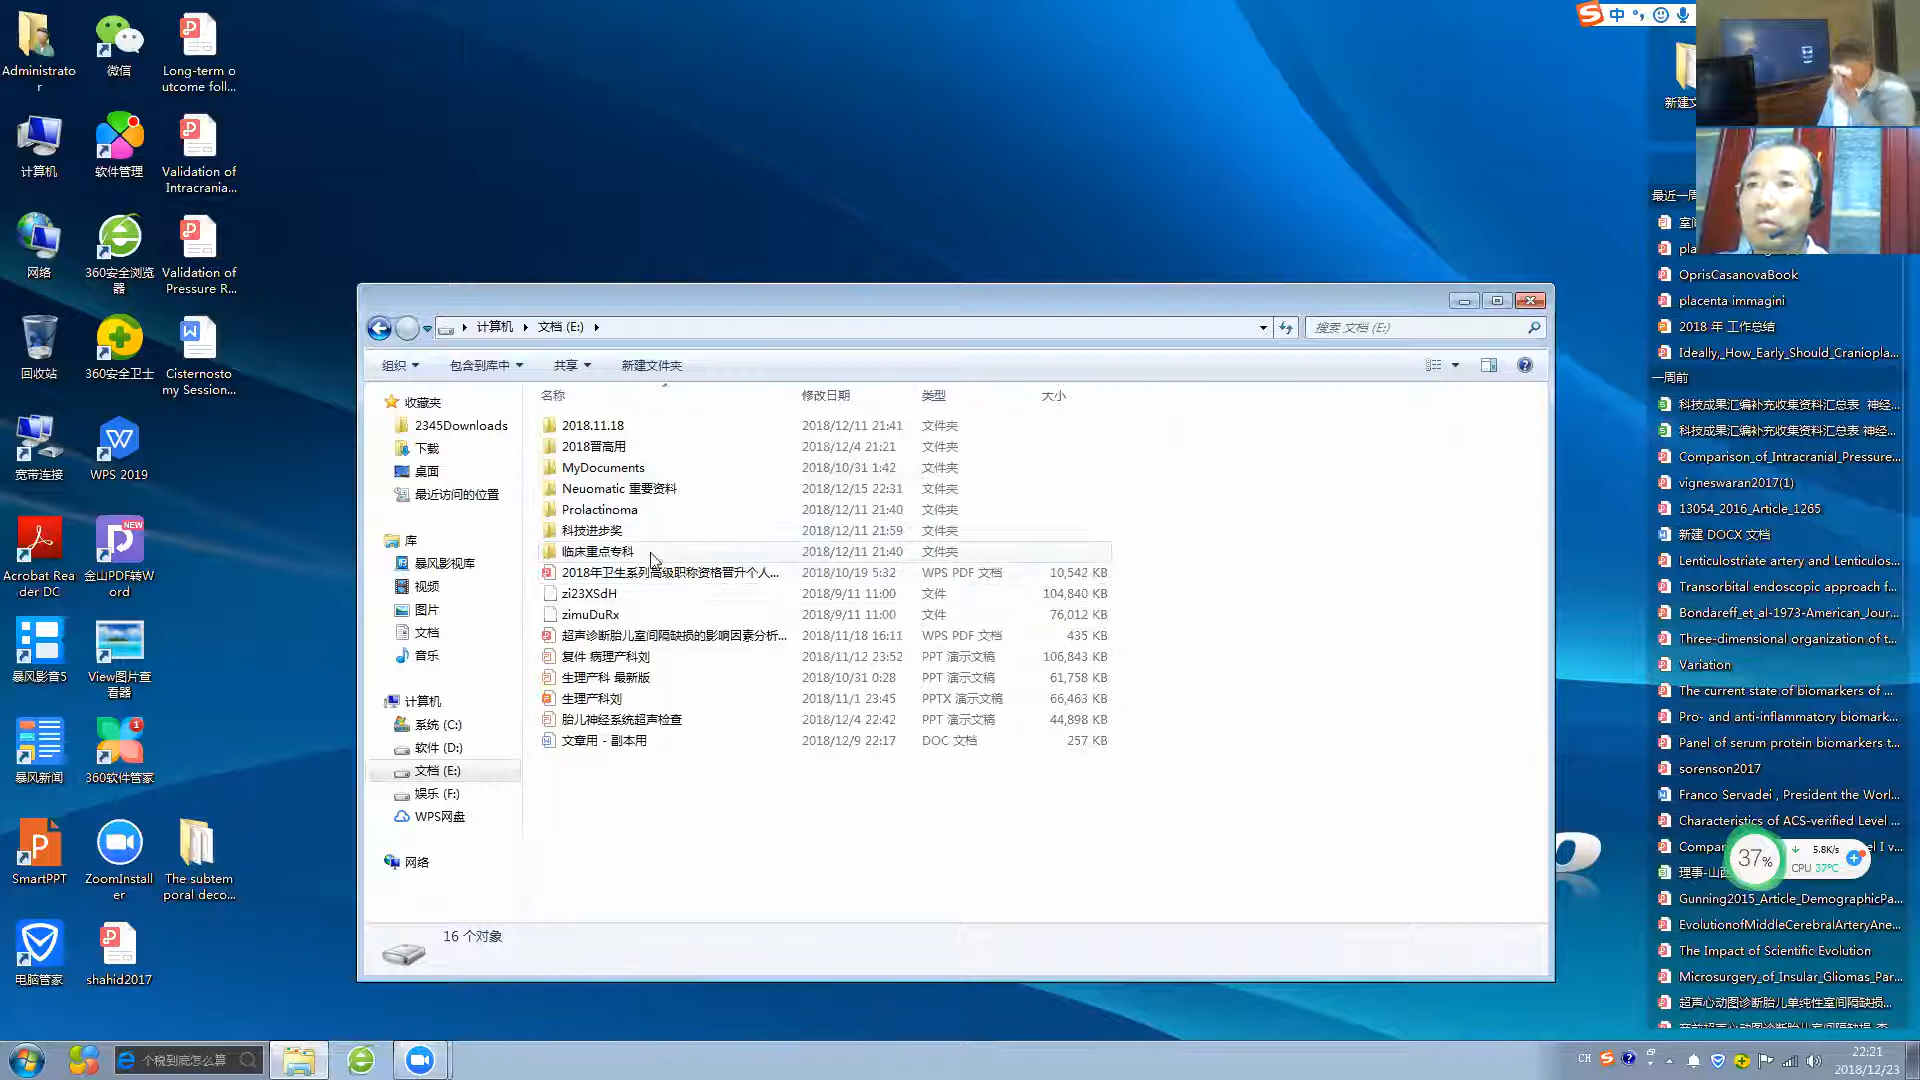 Administrato
r
微信
Long-term o
utcome foll...
计算机
软件管理
Validation of
Intracrania...
网络
360安全浏览
器
Validation of
Pressure R...
回收站
360安全卫士
Cisternosto
my Session...
宽带连接
WPS 2019
Acrobat Rea
der DC
NEW
金山PDF转W
ord
暴风影音5
View图片查
看器
暴风新闻
1
360软件管家
SmartPPT
ZoomInstall
er
The subtem
poral deco...
电脑管家
shahid2017
计算机
文档 (E:)
搜索 文档 (E:)
组织
包含到库中
共享
新建文件夹
收藏夹
2345Downloads
下载
桌面
最近访问的位置
库
暴风影视库
视频
图片
文档
音乐
计算机
系统 (C:)
软件 (D:)
文档 (E:)
娱乐 (F:)
WPS网盘
网络
名称 修改日期 类型 大小
2018.11.18 2018/12/11 21:41 文件夹
2018晋高用 2018/12/4 21:21 文件夹
MyDocuments 2018/10/31 1:42 文件夹
Neuomatic 重要资料 2018/12/15 22:31 文件夹
Prolactinoma 2018/12/11 21:40 文件夹
科技进步奖 2018/12/11 21:59 文件夹
临床重点专科 2018/12/11 21:40 文件夹
2018年卫生系列高级职称资格晋升个人... 2018/10/19 5:32 WPS PDF 文档 10,542 KB
zi23XSdH 2018/9/11 11:00 文件 104,840 KB
zimuDuRx 2018/9/11 11:00 文件 76,012 KB
超声诊断胎儿室间隔缺损的影响因素分析... 2018/11/18 16:11 WPS PDF 文档 435 KB
复件 病理产科刘 2018/11/12 23:52 PPT 演示文稿 106,843 KB
生理产科 最新版 2018/10/31 0:28 PPT 演示文稿 61,758 KB
生理产科刘 2018/11/1 23:45 PPTX 演示文稿 66,463 KB
胎儿神经系统超声检查 2018/12/4 22:42 PPT 演示文稿 44,898 KB
文章用 - 副本用 2018/12/9 22:17 DOC 文档 257 KB
16 个对象
中
新建文
最近一周
室间
pla
OprisCasanovaBook
placenta immagini
2018 年 工作总结
Ideally,_How_Early_Should_Craniopla...
一周前
科技成果汇编补充收集资料汇总表 神经...
科技成果汇编补充收集资料汇总表 神经...
Comparison_of_Intracranial_Pressure...
vigneswaran2017(1)
13054_2016_Article_1265
新建 DOCX 文档
Lenticulostriate artery and Lenticulos...
Transorbital endoscopic approach f...
Bondareff_et_al-1973-American_Jour...
Three-dimensional organization of t...
Variation
The current state of biomarkers of ...
Pro- and anti-inflammatory biomark...
Panel of serum protein biomarkers t...
sorenson2017
Franco Servadei , President the Worl...
Characteristics of ACS-verified Level ...
Compar
el I v...
37%
5.8K/s
CPU 37℃
理事-山西
Gunning2015_Article_DemographicPa...
EvolutionofMiddleCerebralArteryAne...
The Impact of Scientific Evolution
Microsurgery_of_Insular_Gliomas_Par...
超声心动图诊断胎儿单纯性室间隔缺损...
个税到底怎么算
CH
22:21
2018/12/23